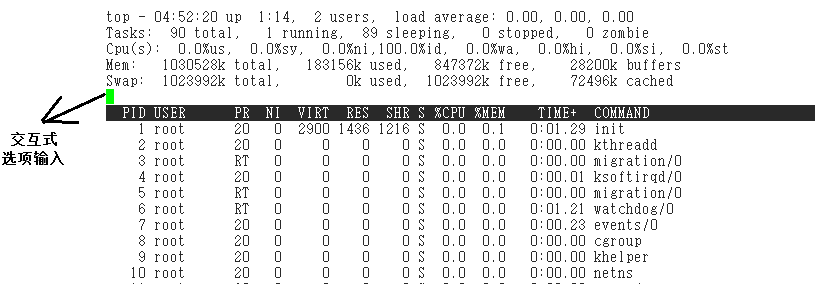 top - 04:52:20 up  1:14,  2 users,  load average: 0.00, 0.00, 0.00
Tasks:  90 total,   1 running,  89 sleeping,   0 stopped,   0 zombie
Cpu(s):  0.0%us,  0.0%sy,  0.0%ni,100.0%id,  0.0%wa,  0.0%hi,  0.0%si,  0.0%st
Mem:   1030528k total,   183156k used,   847372k free,    28200k buffers
Swap:  1023992k total,        0k used,  1023992k free,    72496k cached
交互式
选项输入
PID USER      PR  NI  VIRT  RES  SHR S %CPU %MEM    TIME+  COMMAND
1 root      20   0  2900 1436 1216 S  0.0  0.1   0:01.29 init
2 root      20   0     0    0    0 S  0.0  0.0   0:00.00 kthreadd
3 root      RT   0     0    0    0 S  0.0  0.0   0:00.00 migration/0
4 root      20   0     0    0    0 S  0.0  0.0   0:00.01 ksoftirqd/0
5 root      RT   0     0    0    0 S  0.0  0.0   0:00.00 migration/0
6 root      RT   0     0    0    0 S  0.0  0.0   0:01.21 watchdog/0
7 root      20   0     0    0    0 S  0.0  0.0   0:00.23 events/0
8 root      20   0     0    0    0 S  0.0  0.0   0:00.00 cgroup
9 root      20   0     0    0    0 S  0.0  0.0   0:00.00 khelper
10 root      20   0     0    0    0 S  0.0  0.0   0:00.00 netns